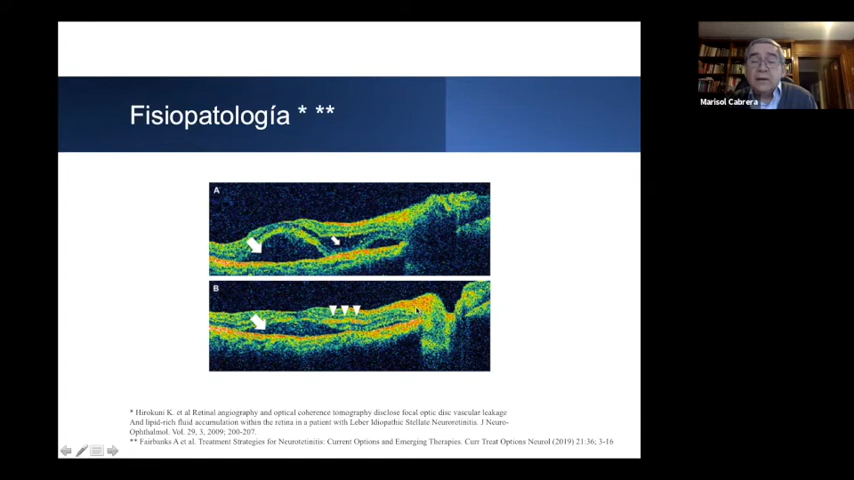 Fisiopatología * **
Marisol Cabrera
A
B
* Hirokuni K. et al Retinal angiography and optical coherence tomography disclose focal optic disc vascular leakage
And lipid-rich fluid accumulation within the retina in a patient with Leber Idiopathic Stellate Neuroretinitis. J Neuro-
Ophthalmol. Vol. 29, 3, 2009; 200-207.
** Fairbanks A et al. Treatment Strategies for Neurotetinitis: Current Options and Emerging Therapies. Curr Treat Options Neurol (2019) 21:36; 3-16